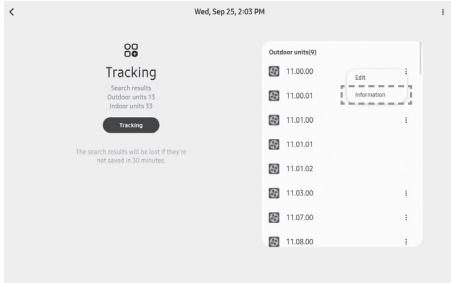 Wed, Sep 25, 2:03 PM
Tracking
Search results
Outdoor units 13
Indoor units 33
Tracking
The search results will be lost if they're
not saved in 30 minutes.
Outdoor units(9)
11.00.00
Edit
11.00.01
Information
11.01.00
11.01.01
11.01.02
11.03.00
11.07.00
11.08.00